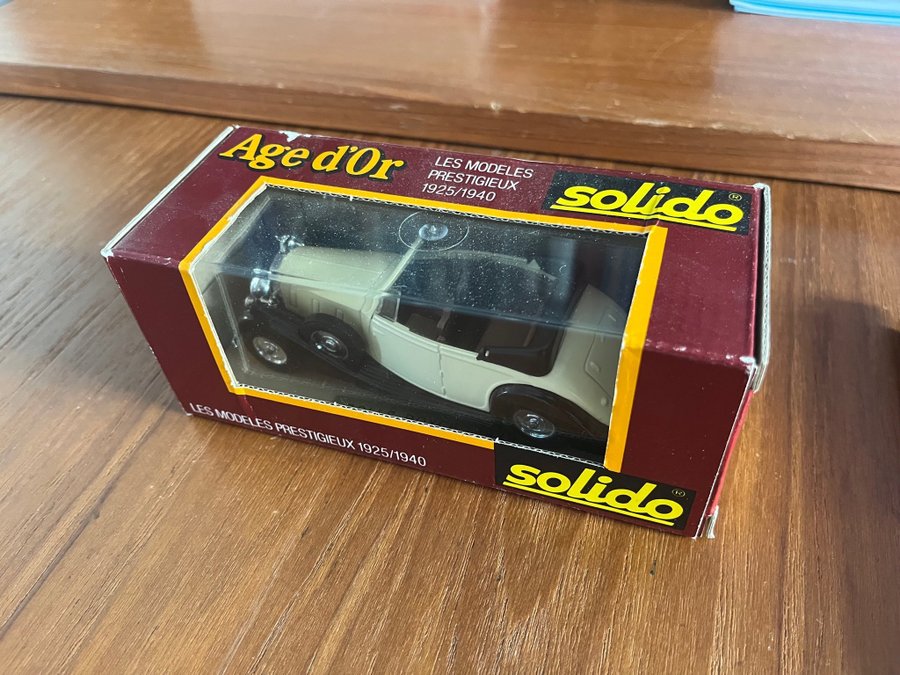 Age d'Or
LES MODELES
PRESTIGIEUX
1925/1940
solido ®
LES MODELES PRESTIGIEUX 1925/1940
solido ®